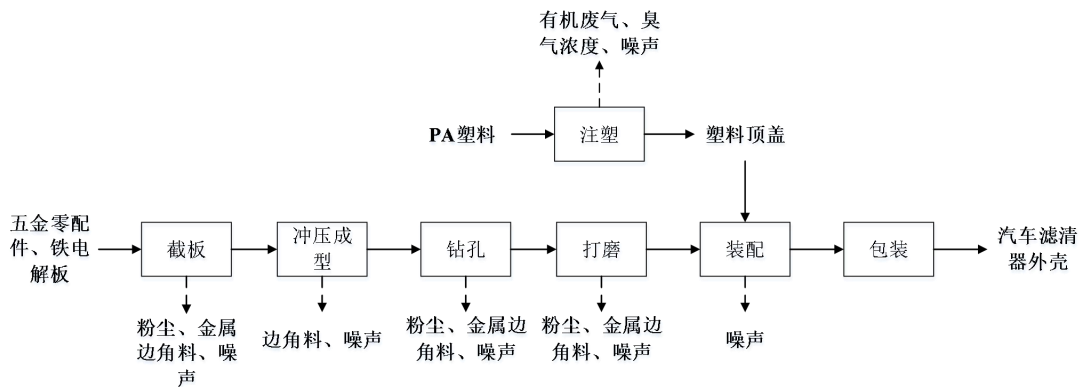 有机废气、臭
气浓度、噪声
PA塑料
注塑
塑料顶盖
五金零配
件、铁电
解板
截板
冲压成
型
钻孔
打磨
装配
包装
汽车滤清
器外壳
粉尘、金属
边角料、噪
声
边角料、噪声
粉尘、金属边
角料、噪声
粉尘、金属边
角料、噪声
噪声